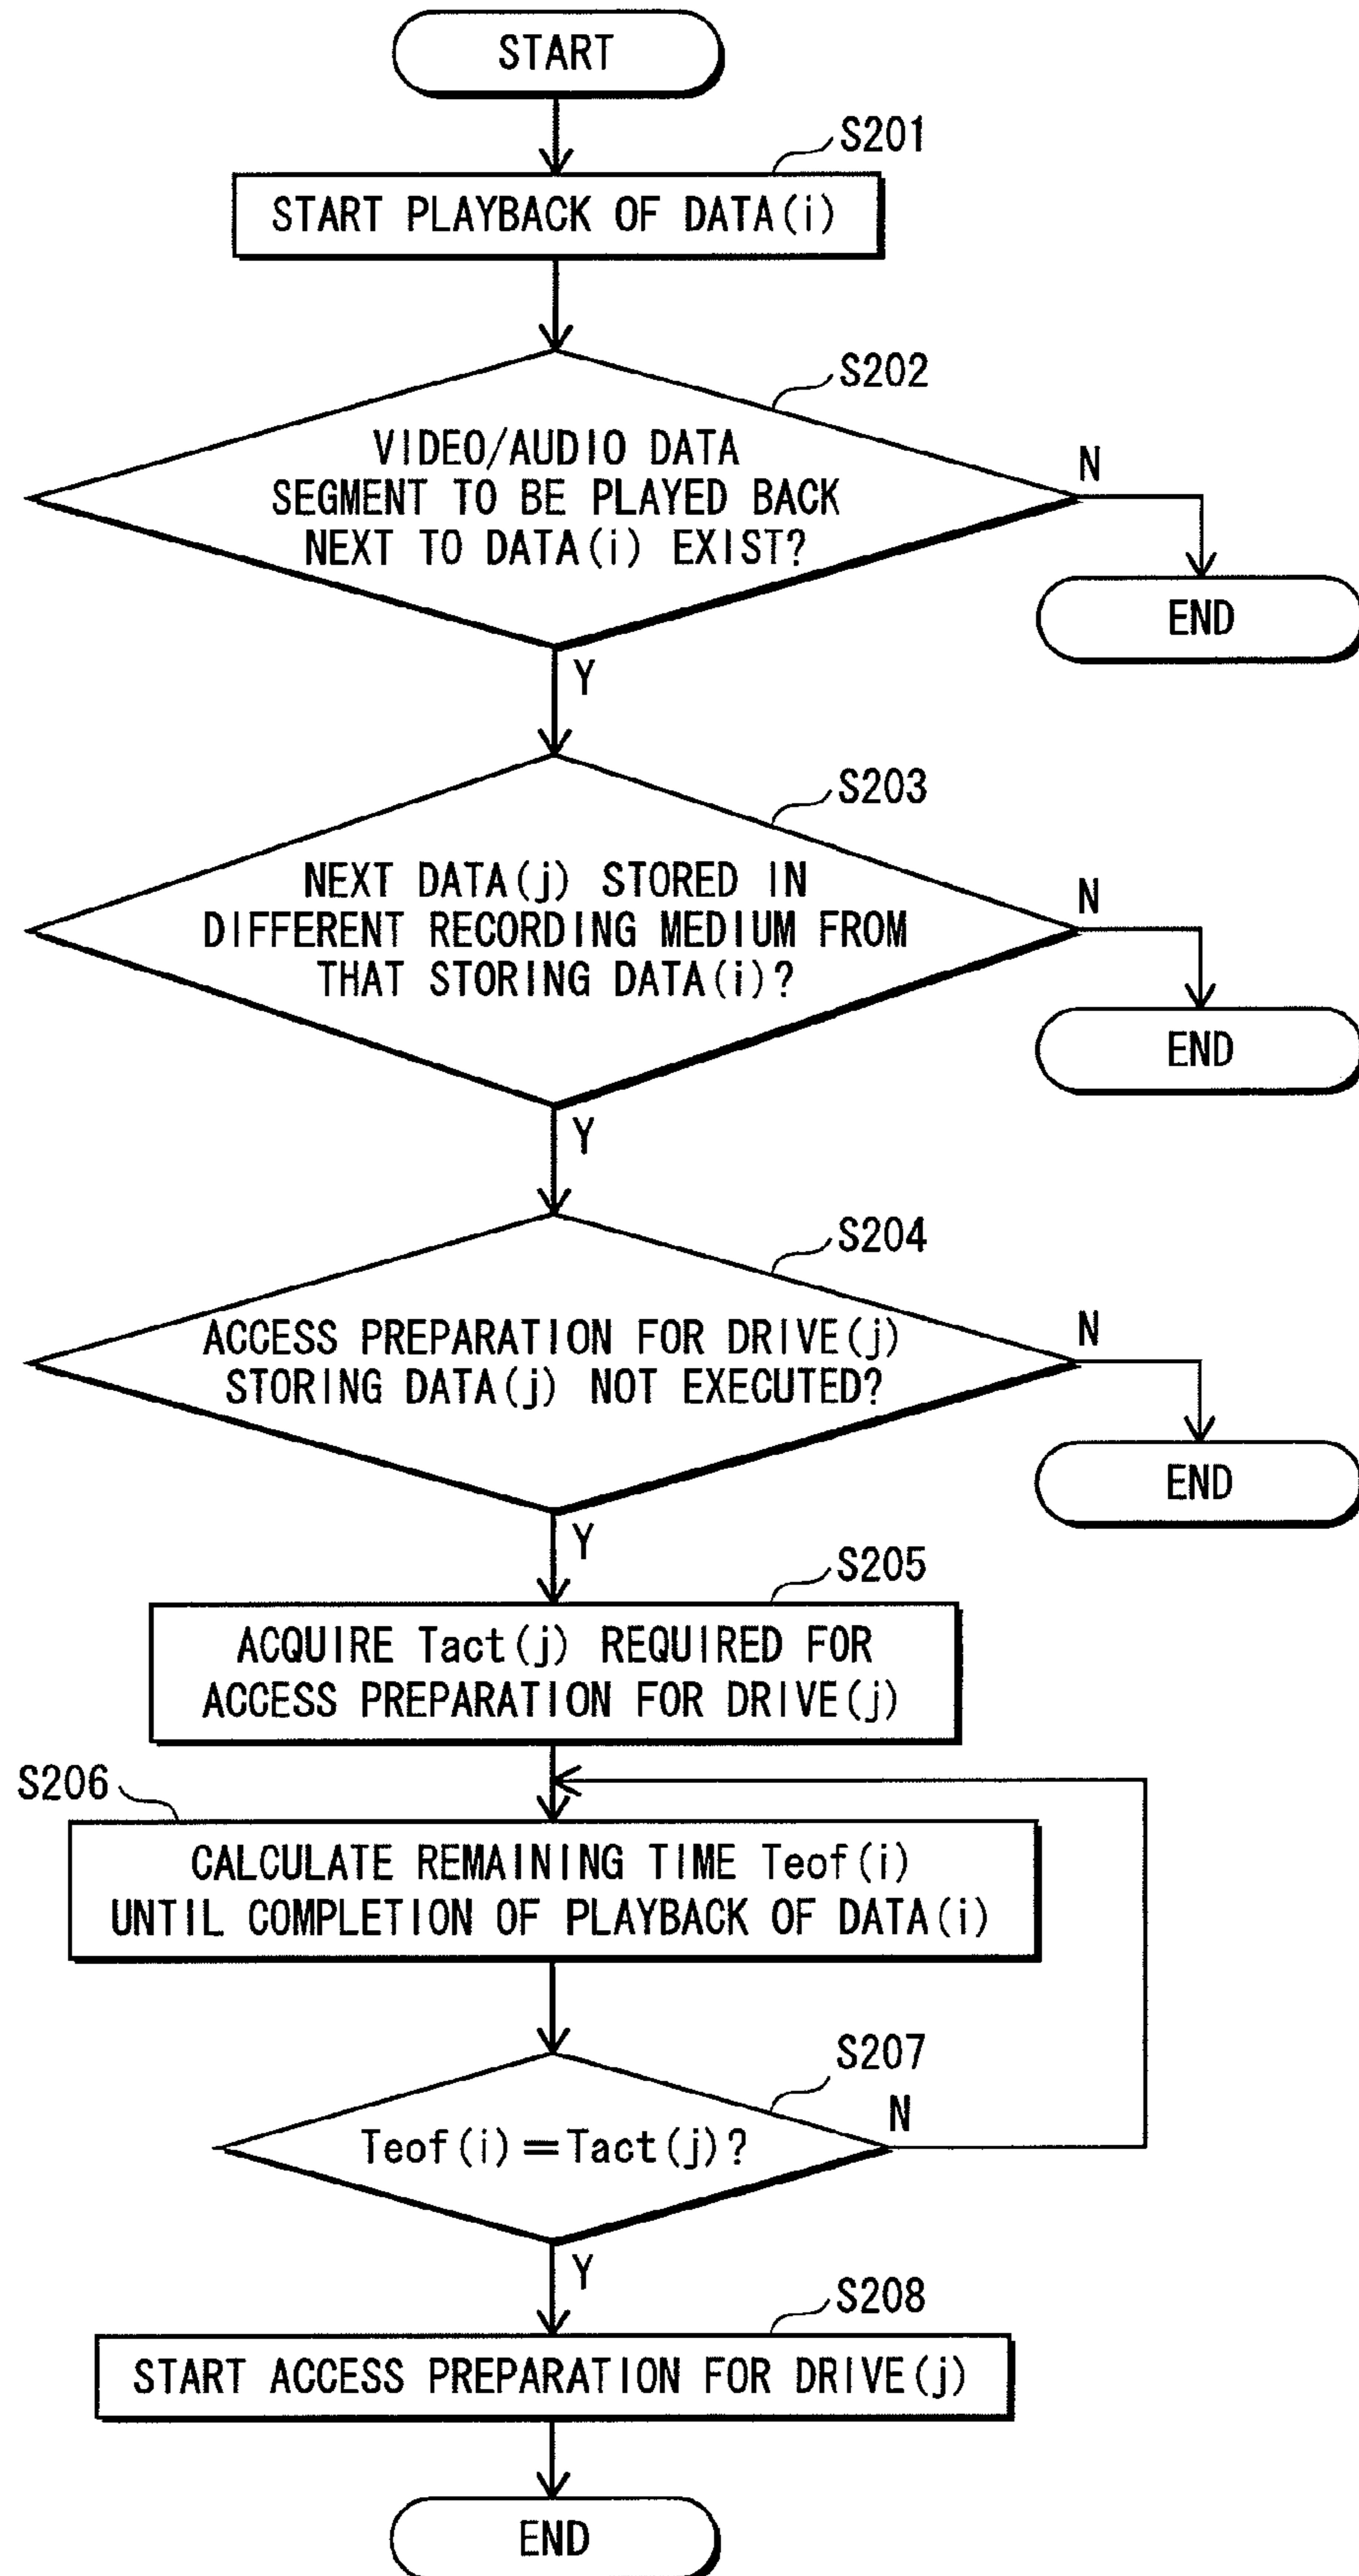 START
S201
START PLAYBACK OF DATA(i)
S202
VIDEO/AUDIO DATA
SEGMENT TO BE PLAYED BACK
NEXT TO DATA(i) EXIST?
N
END
Y
S203
NEXT DATA(j) STORED IN
DIFFERENT RECORDING MEDIUM FROM
THAT STORING DATA(i)?
N
END
Y
S204
ACCESS PREPARATION FOR DRIVE(j)
STORING DATA(j) NOT EXECUTED?
N
END
Y
S205
ACQUIRE Tact(j) REQUIRED FOR
ACCESS PREPARATION FOR DRIVE(j)
S206
CALCULATE REMAINING TIME Teof(i)
UNTIL COMPLETION OF PLAYBACK OF DATA(i)
S207
Teof(i)=Tact(j)?
N
Y
S208
START ACCESS PREPARATION FOR DRIVE(j)
END